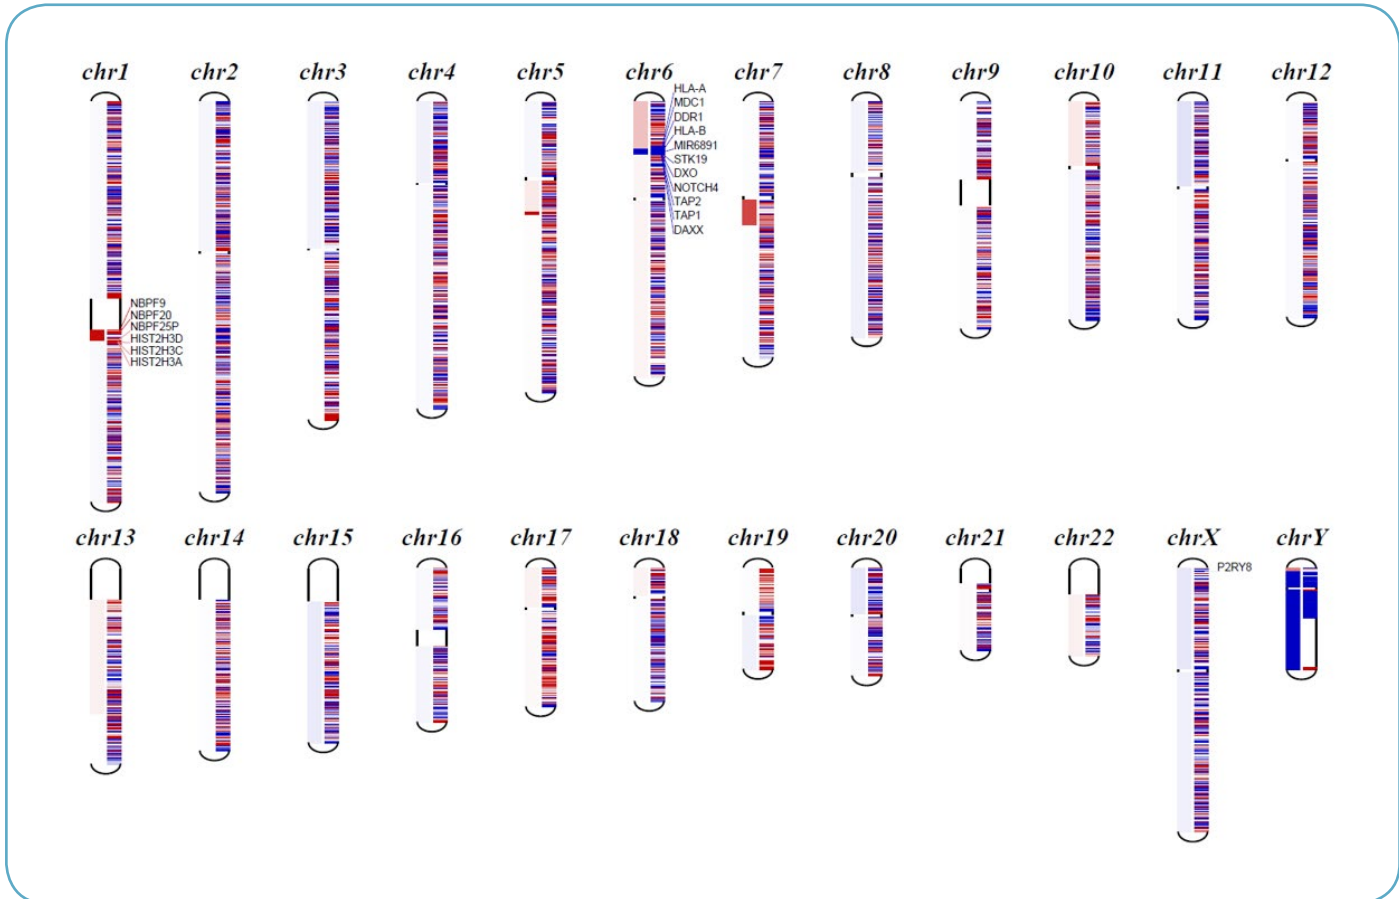 chr1 chr2 chr3 chr4 chr5 chr6 chr7 chr8 chr9 chr10 chr11 chr12
HLA-A
MDC1
DDR1
HLA-B
MIR6891
STK19
DXO
NOTCH4
TAP2
TAP1
DAXX
NBPF9
NBPF20
NBPF25P
HIST2H3D
HIST2H3C
HIST2H3A
chr13 chr14 chr15 chr16 chr17 chr18 chr19 chr20 chr21 chr22 chrX chrY
P2RY8